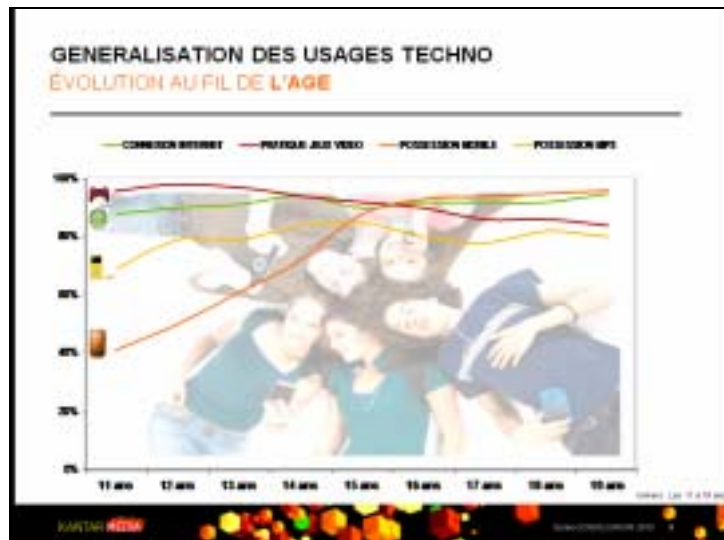 GENERALISATION DES USAGES TECHNO
ÉVOLUTION AU FIL DE L'AGE
CONNEXION INTERNET PRATIQUE JEUX VIDEO POSSESSION MOBILE POSSESSION MP3
100%
80%
60%
40%
20%
0%
11 ans 12 ans 13 ans 14 ans 15 ans 16 ans 17 ans 18 ans 19 ans
KANTAR MEDIA